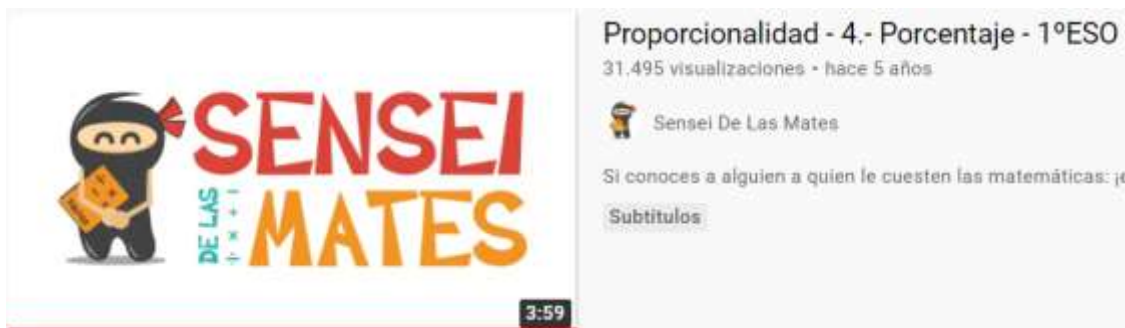 SENSEI
DE LAS
MATES
3:59
Proporcionalidad - 4.- Porcentaje - 1ºESO
31.495 visualizaciones • hace 5 años
Sensei De Las Mates
Si conoces a alguien a quien le cuesten las matemáticas:
Subtítulos